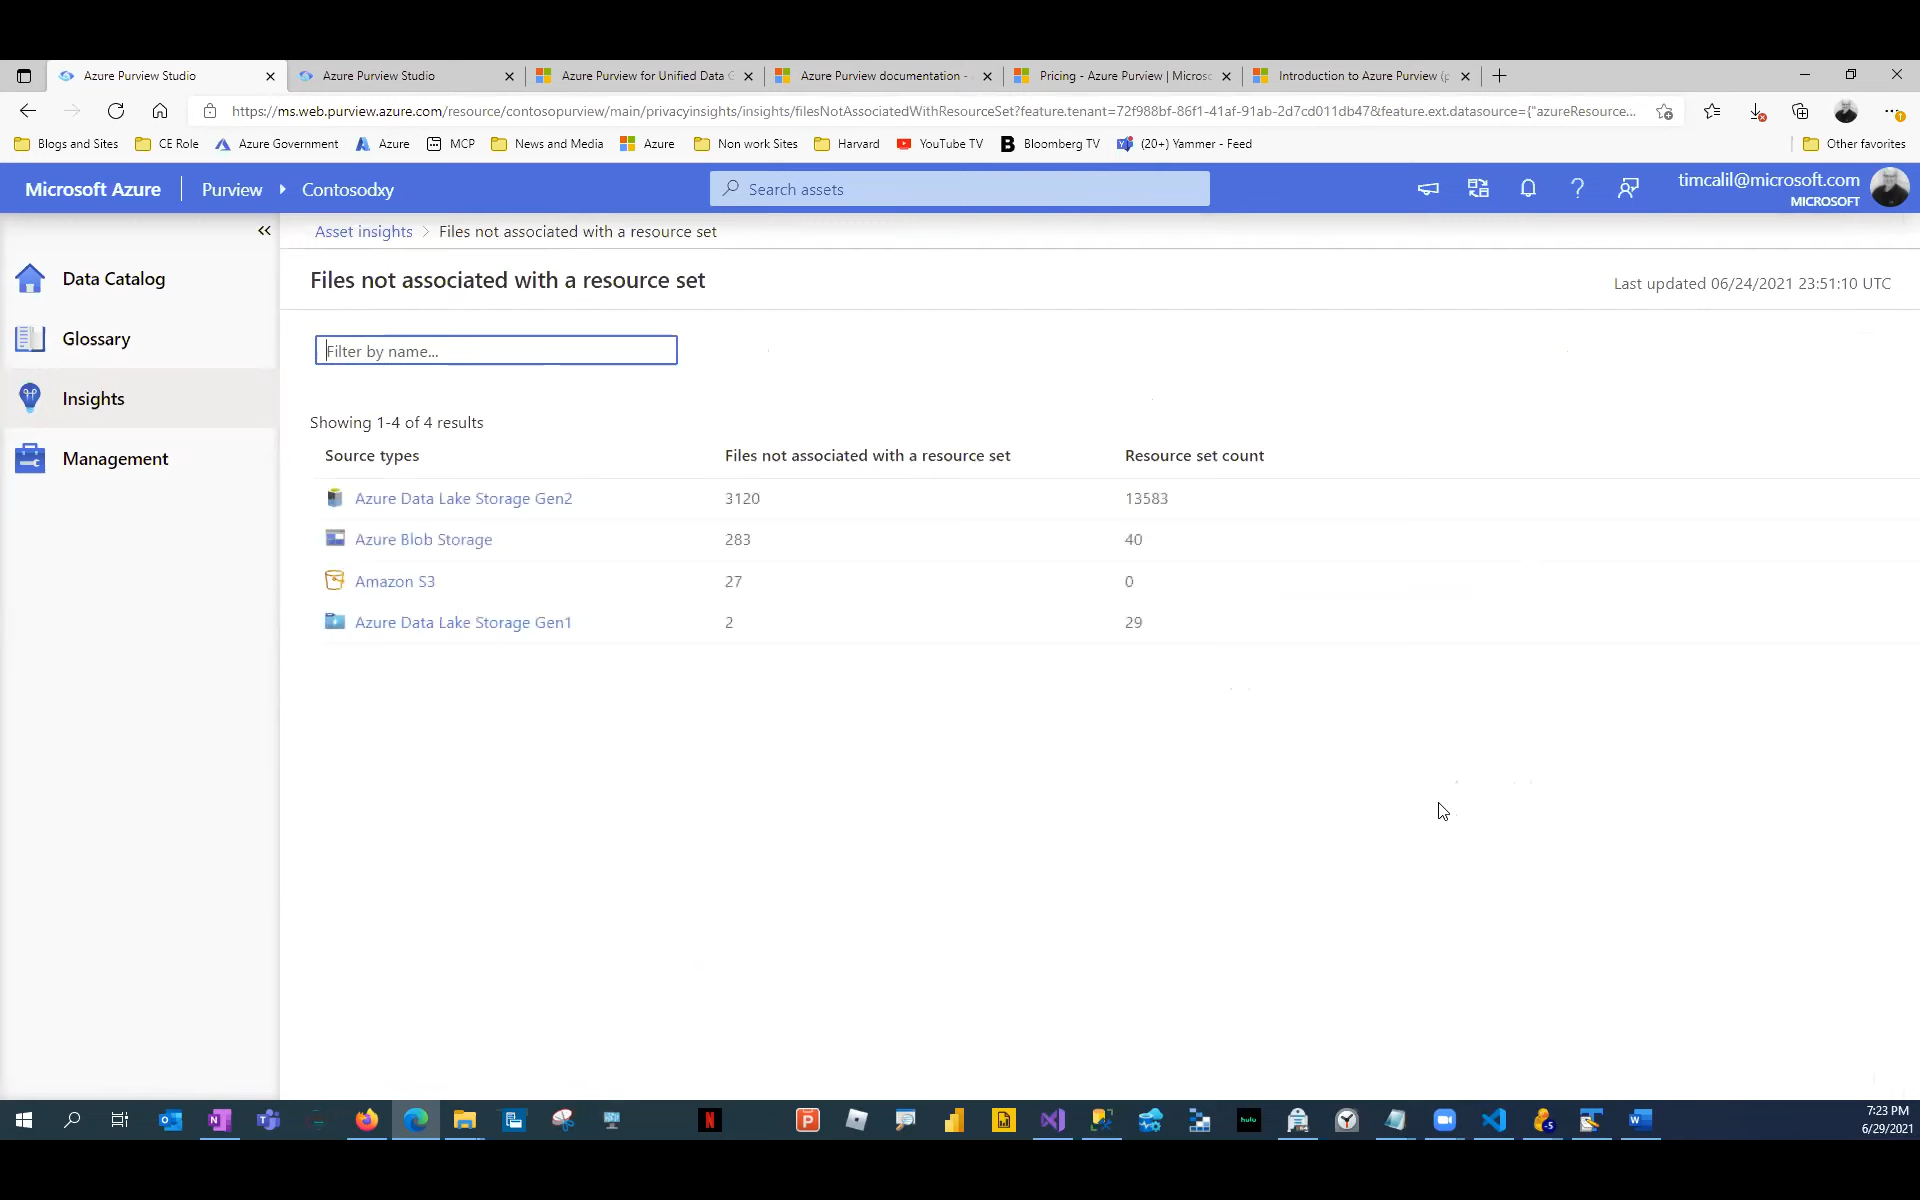 Azure Purview Studio
Azure Purview Studio
Azure Purview for Unified Data G
Azure Purview documentation -
Pricing - Azure Purview | Microsc
Introduction to Azure Purview (p
https://ms.web.purview.azure.com/resource/contosopurview/main/privacyinsights/insights/filesNotAssociatedWithResourceSet?feature.tenant=72f988bf-86f1-41af-91ab-2d7cd011db47&feature.ext.datasource={"azureResource...
Blogs and Sites
CE Role
Azure Government
Azure
MCP
News and Media
Azure
Non work Sites
Harvard
YouTube TV
Bloomberg TV
(20+) Yammer - Feed
Other favorites
Microsoft Azure
Purview
Contosodxy
Search assets
timcalil@microsoft.com
MICROSOFT
Data Catalog
Glossary
Insights
Management
Asset insights > Files not associated with a resource set
Files not associated with a resource set
Last updated 06/24/2021 23:51:10 UTC
Filter by name...
Showing 1-4 of 4 results
Source types Files not associated with a resource set Resource set count
Azure Data Lake Storage Gen2 3120 13583
Azure Blob Storage 283 40
Amazon S3 27 0
Azure Data Lake Storage Gen1 2 29
hulu
-5
7:23 PM
6/29/2021